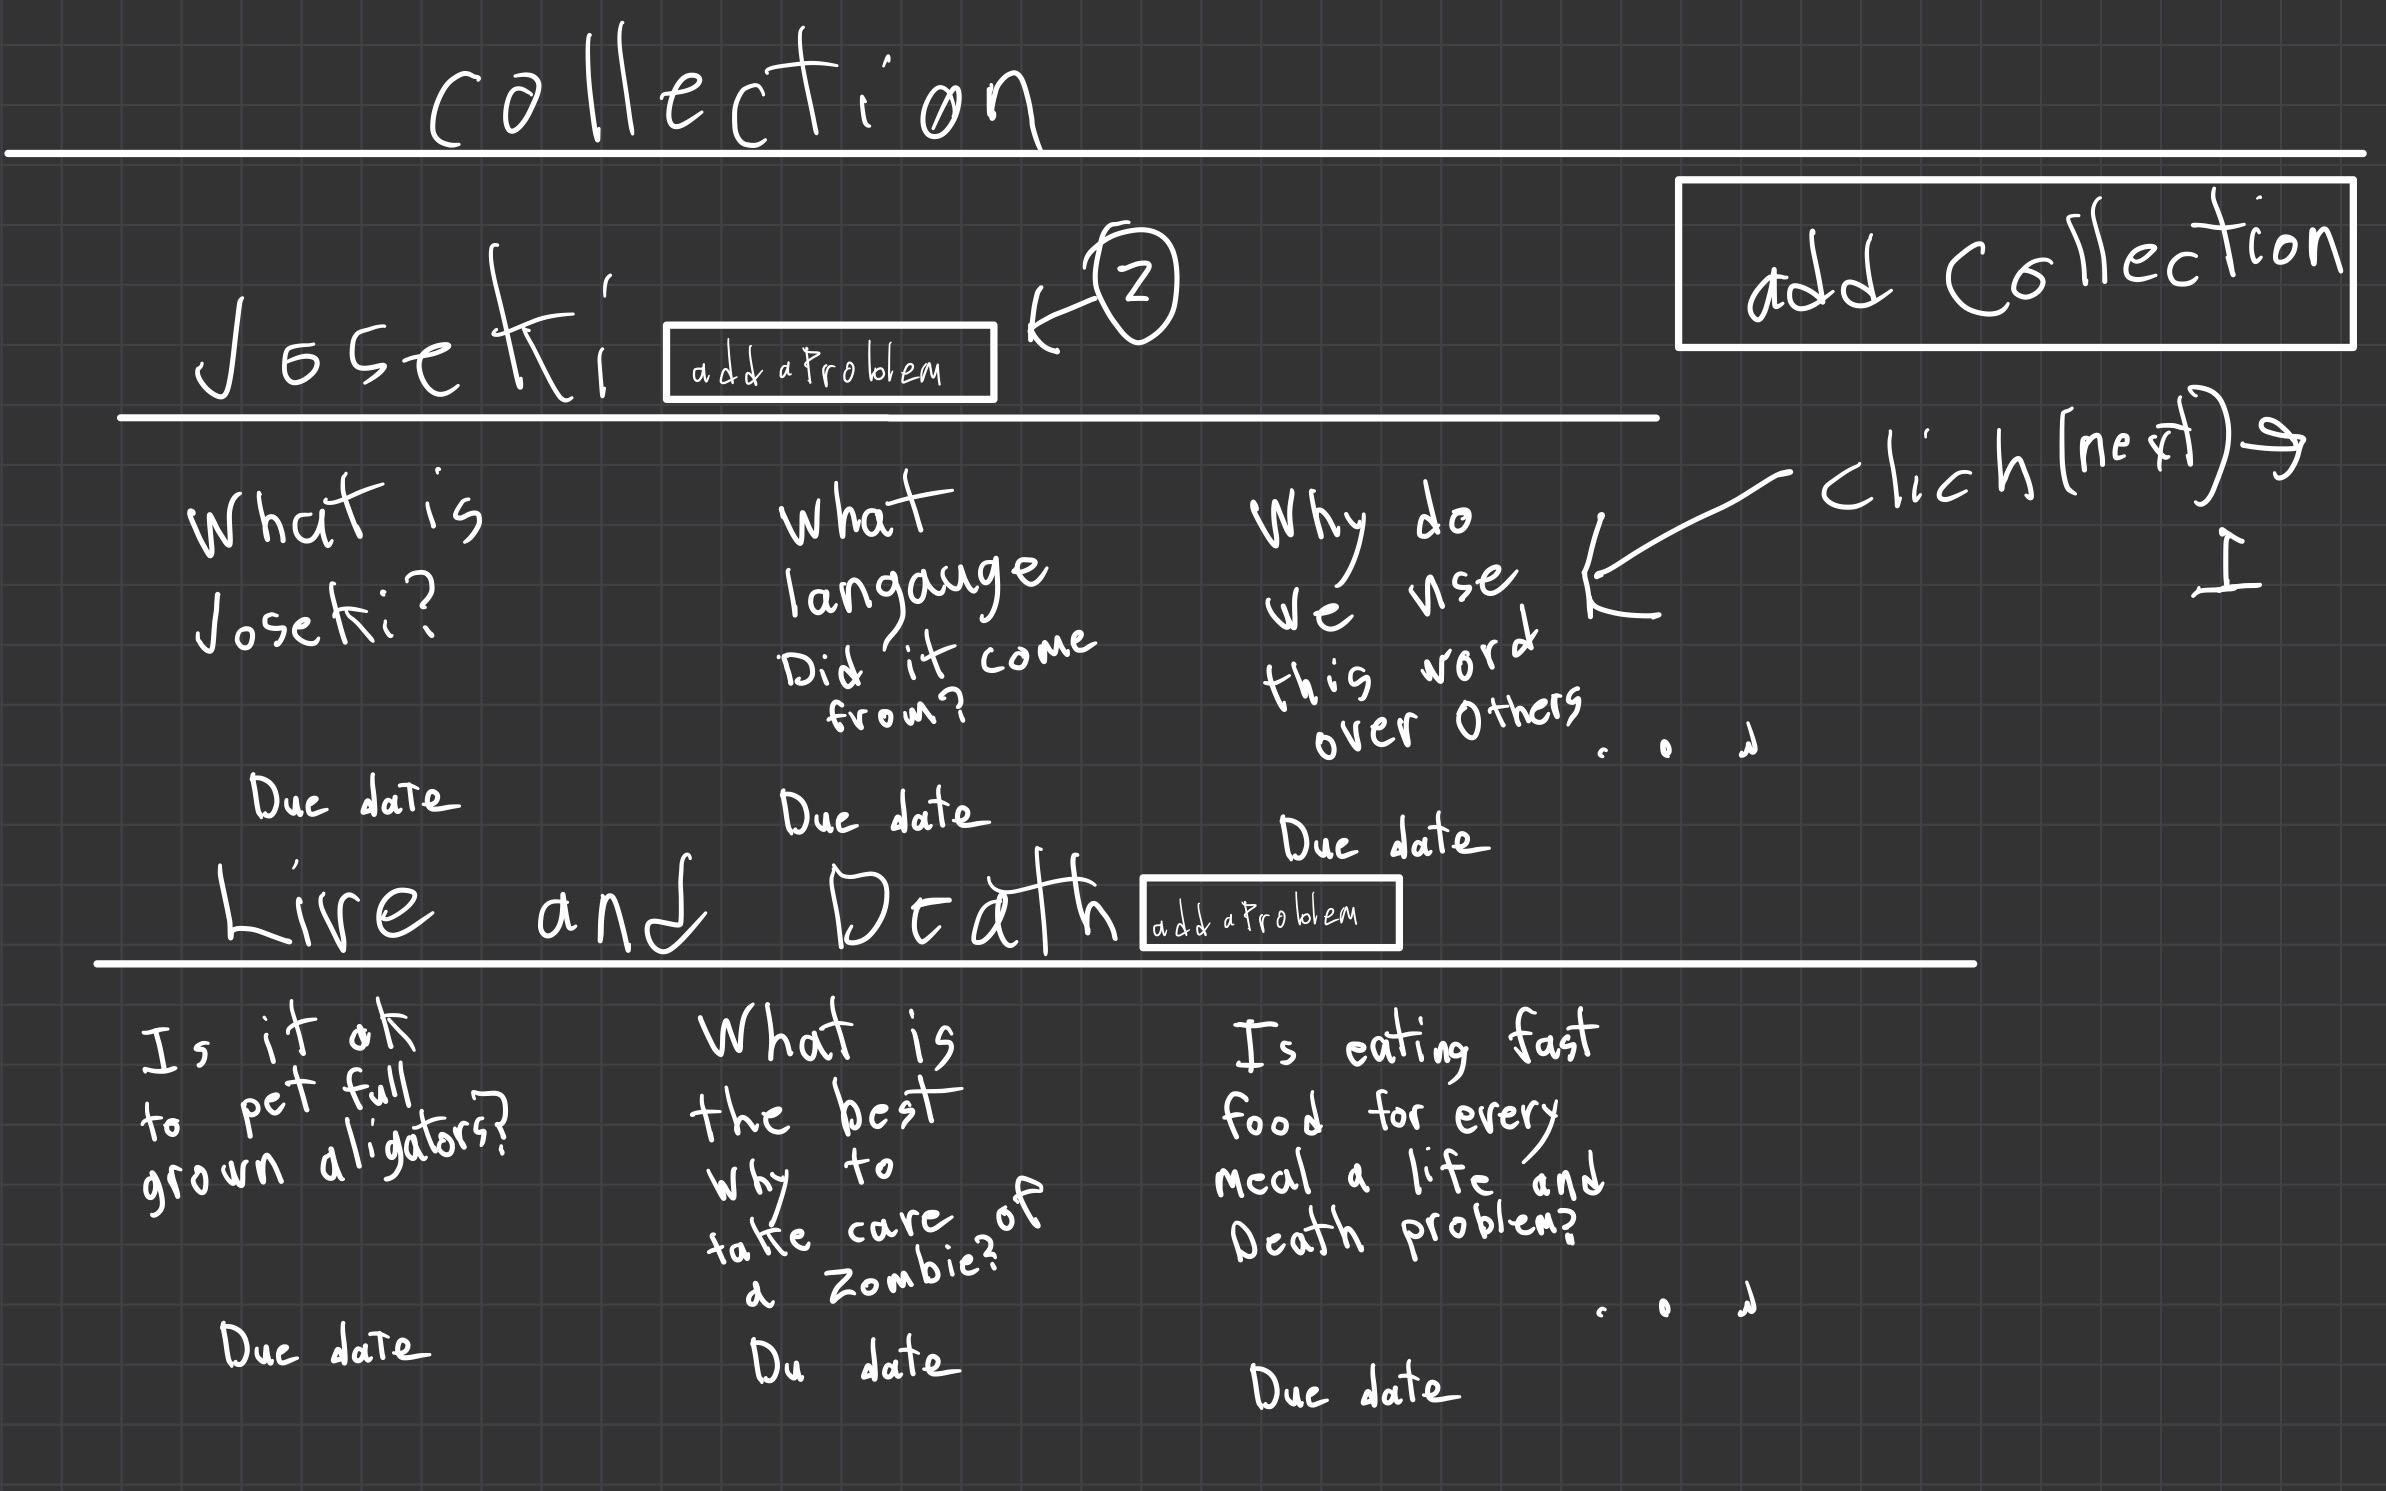 collection
add Collection
Joseki
add a Problem
2
click (next) →
I
What is
Joseki?
what
langauge
Did it come
from?
Why do
we use
this word
over Others
...
Due date
Due date
Due date
Live and Death
add a Problem
Is it ok
to pet full
grown aligators?
What is
the best
why to
take care of
a Zombie?
Is eating fast
food for every
meal a life and
Death problem?
...
Due date
Du date
Due date